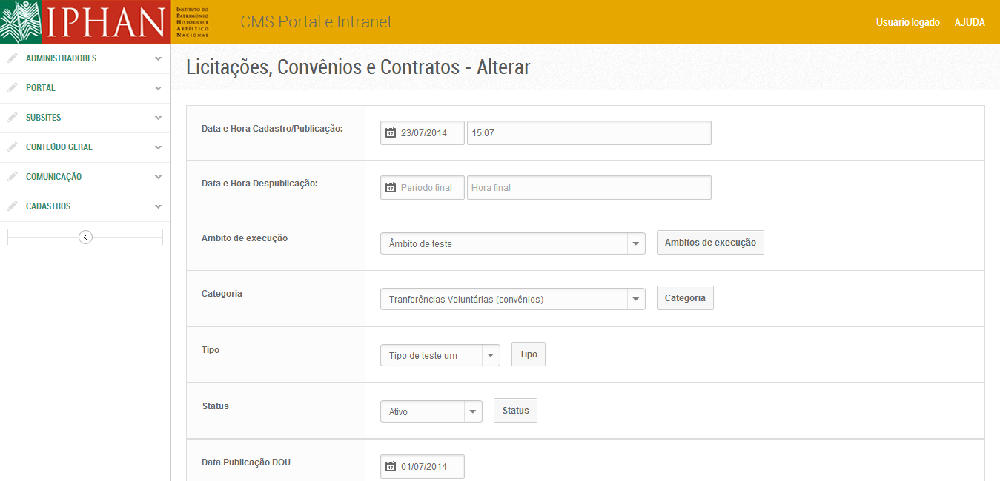 IPHAN
INSTITUTO DO
PATRIMÔNIO
HISTÓRICO E
ARTÍSTICO
NACIONAL
CMS Portal e Intranet
Usuário logado
AJUDA
ADMINISTRADORES
PORTAL
SUBSITES
CONTEÚDO GERAL
COMUNICAÇÃO
CADASTROS
Licitações, Convênios e Contratos - Alterar
Data e Hora Cadastro/Publicação:
17 23/07/2014
15:07
Data e Hora Despublicação:
17 Período final
Hora final
Ambito de execução
Âmbito de teste
Ambitos de execução
Categoria
Tranferências Voluntárias (convênios)
Categoria
Tipo
Tipo de teste um
Tipo
Status
Ativo
Status
Data Publicação DOU
17 01/07/2014